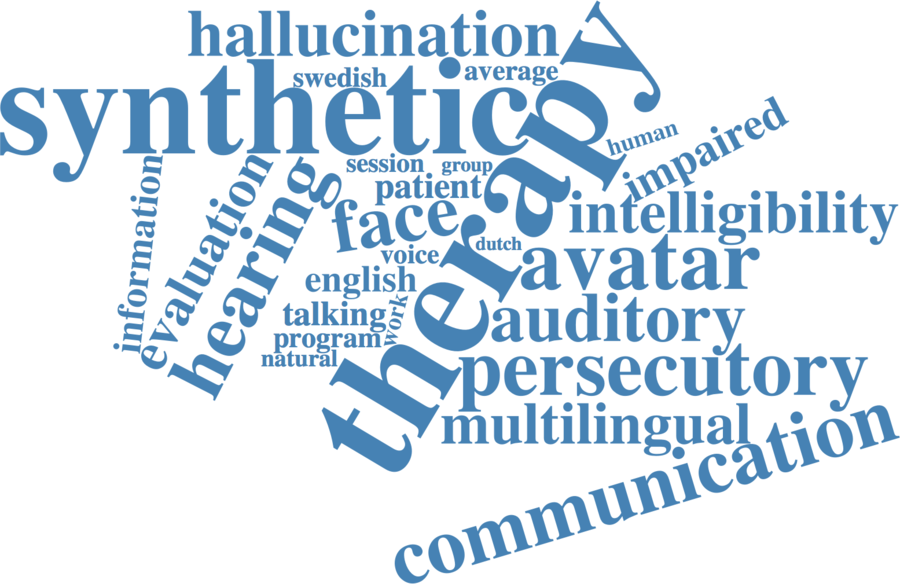 hallucination
swedish
average
synthetic
therapy
human
impaired
session
group
patient
information
evaluation
hearing
face
intelligibility
voice
dutch
avatar
english
talking
work
auditory
program
natural
persecutory
multilingual
communication